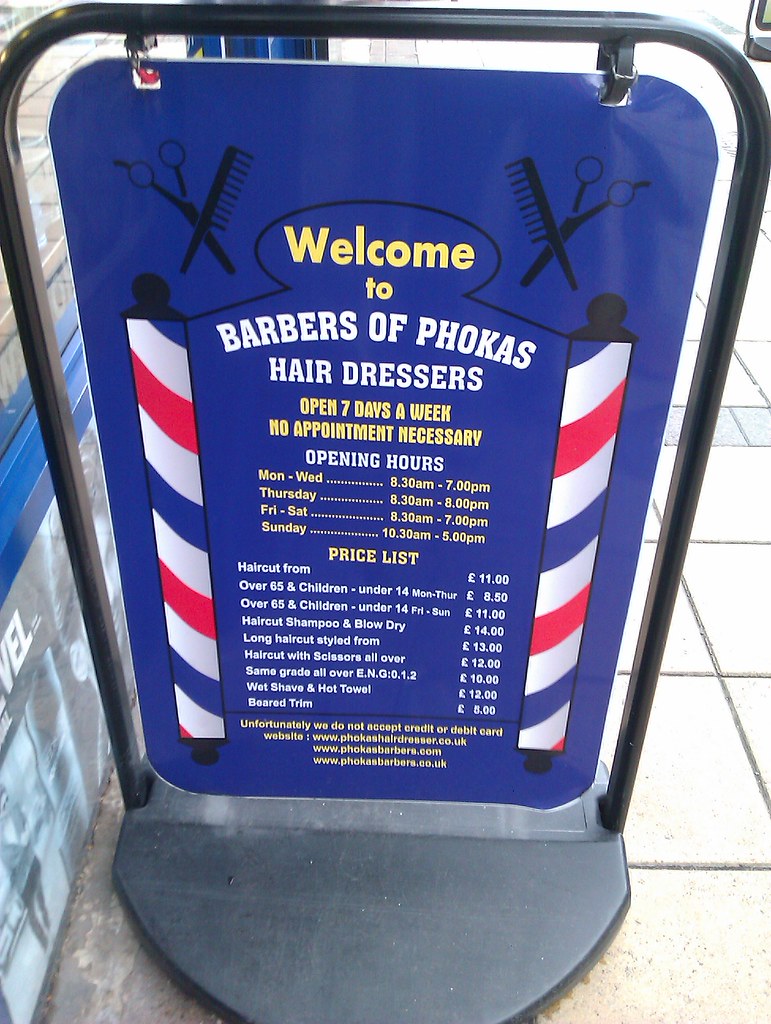 Welcome
to
BARBERS OF PHOKAS
HAIR DRESSERS
OPEN 7 DAYS A WEEK
NO APPOINTMENT NECESSARY
OPENING HOURS
Mon - Wed ................ 8.30am - 7.00pm
Thursday .................. 8.30am - 8.00pm
Fri - Sat ..................... 8.30am - 7.00pm
Sunday .................... 10.30am - 5.00pm
PRICE LIST
Haircut from £ 11.00
Over 65 & Children - under 14 Mon-Thur £ 8.50
Over 65 & Children - under 14 Fri - Sun £ 11.00
Haircut Shampoo & Blow Dry £ 14.00
Long haircut styled from £ 13.00
Haircut with Scissors all over £ 12.00
Same grade all over E.N.G:0.1.2 £ 10.00
Wet Shave & Hot Towel £ 12.00
Beared Trim £ 5.00
Unfortunately we do not accept credit or debit card
website : www.phokashairdresser.co.uk
www.phokasbarbers.com
www.phokasbarbers.co.uk
VEL